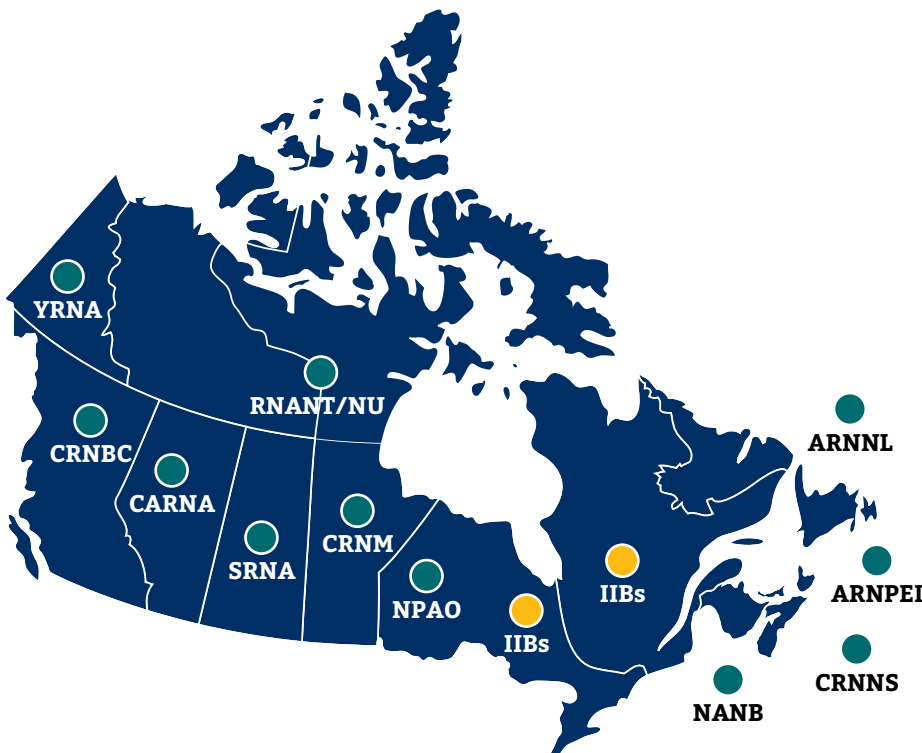 YRNA
RNANT/NU
ARNNL
CRNBC
CARNA
CRNM
SRNA
NPAO
IIBs
ARNPEI
IIBs
CRNNS
NANB